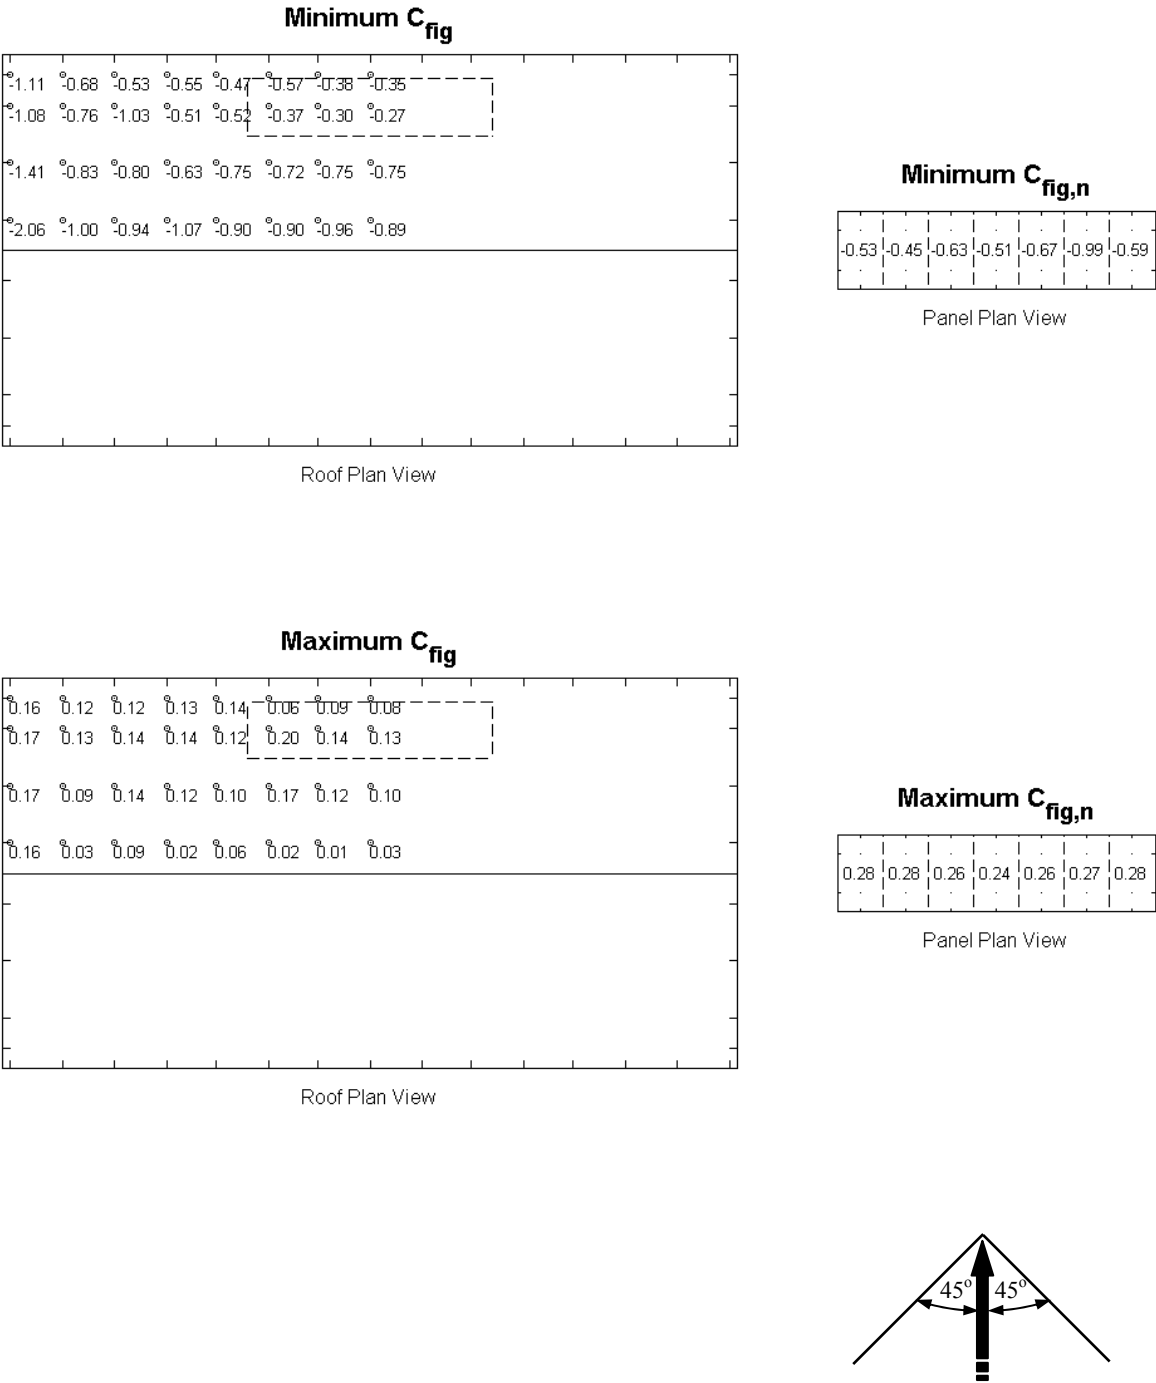 Minimum Cfig
-1.11 -0.68 -0.53 -0.55 -0.47 -0.57 -0.38 -0.35
-1.08 -0.76 -1.03 -0.51 -0.52 -0.37 -0.30 -0.27
-1.41 -0.83 -0.80 -0.63 -0.75 -0.72 -0.75 -0.75
-2.06 -1.00 -0.94 -1.07 -0.90 -0.90 -0.96 -0.89
Roof Plan View
Minimum Cfig,n
-0.53 -0.45 -0.63 -0.51 -0.67 -0.99 -0.59
Panel Plan View
Maximum Cfig
0.16 0.12 0.12 0.13 0.14 0.06 0.09 0.08
0.17 0.13 0.14 0.14 0.12 0.20 0.14 0.13
0.17 0.09 0.14 0.12 0.10 0.17 0.12 0.10
0.16 0.03 0.09 0.02 0.06 0.02 0.01 0.03
Roof Plan View
Maximum Cfig,n
0.28 0.28 0.26 0.24 0.26 0.27 0.28
Panel Plan View
45° 45°